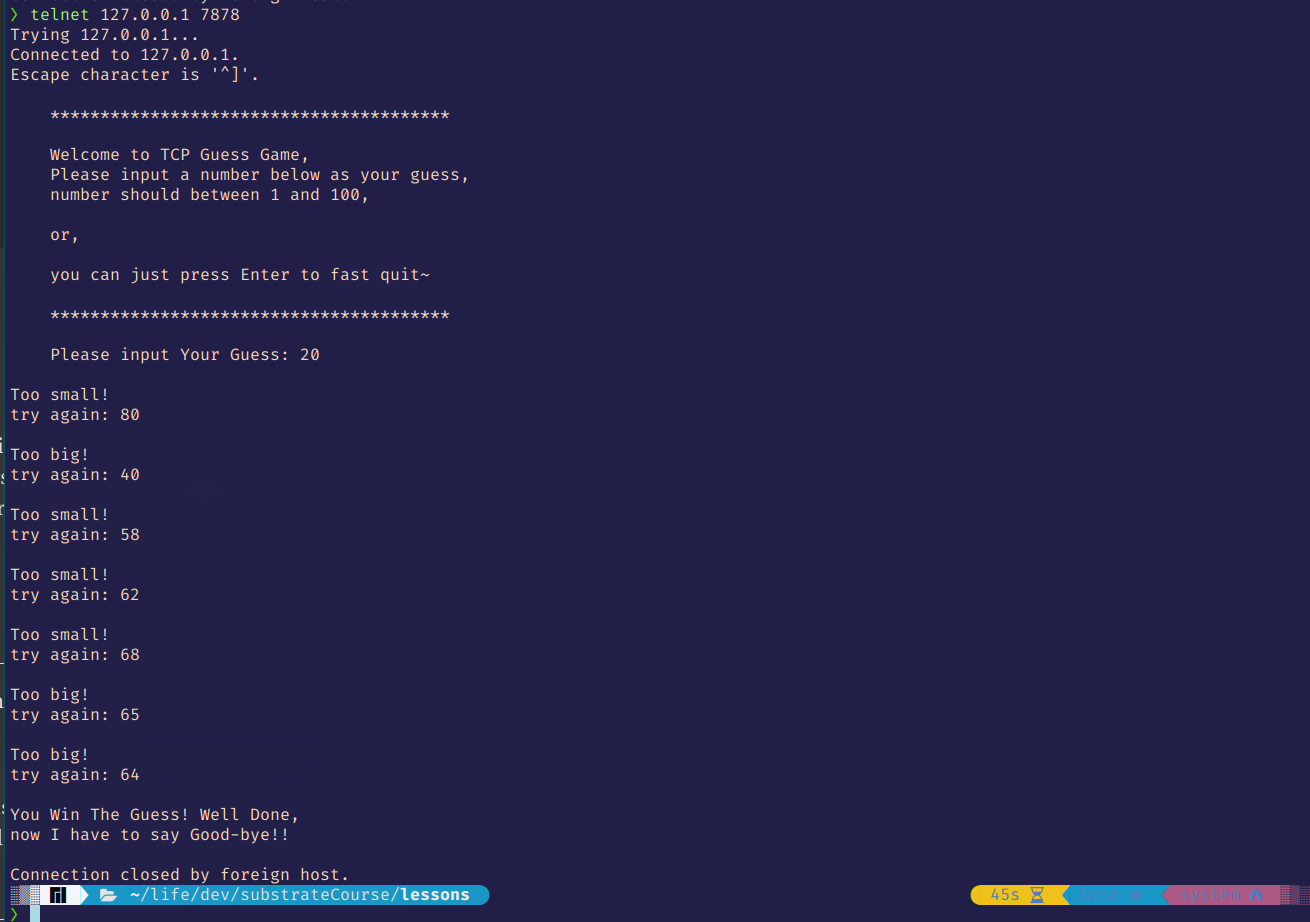 ❯ telnet 127.0.0.1 7878
Trying 127.0.0.1...
Connected to 127.0.0.1.
Escape character is '^]'.
****************************************
Welcome to TCP Guess Game,
Please input a number below as your guess,
number should between 1 and 100,
or,
you can just press Enter to fast quit~
****************************************
Please input Your Guess: 20
Too small!
try again: 80
Too big!
try again: 40
Too small!
try again: 58
Too small!
try again: 62
Too small!
try again: 68
Too big!
try again: 65
Too big!
try again: 64
You Win The Guess! Well Done,
now I have to say Good-bye!!
Connection closed by foreign host.
~/life/dev/substrateCourse/lessons 45s base system
❯